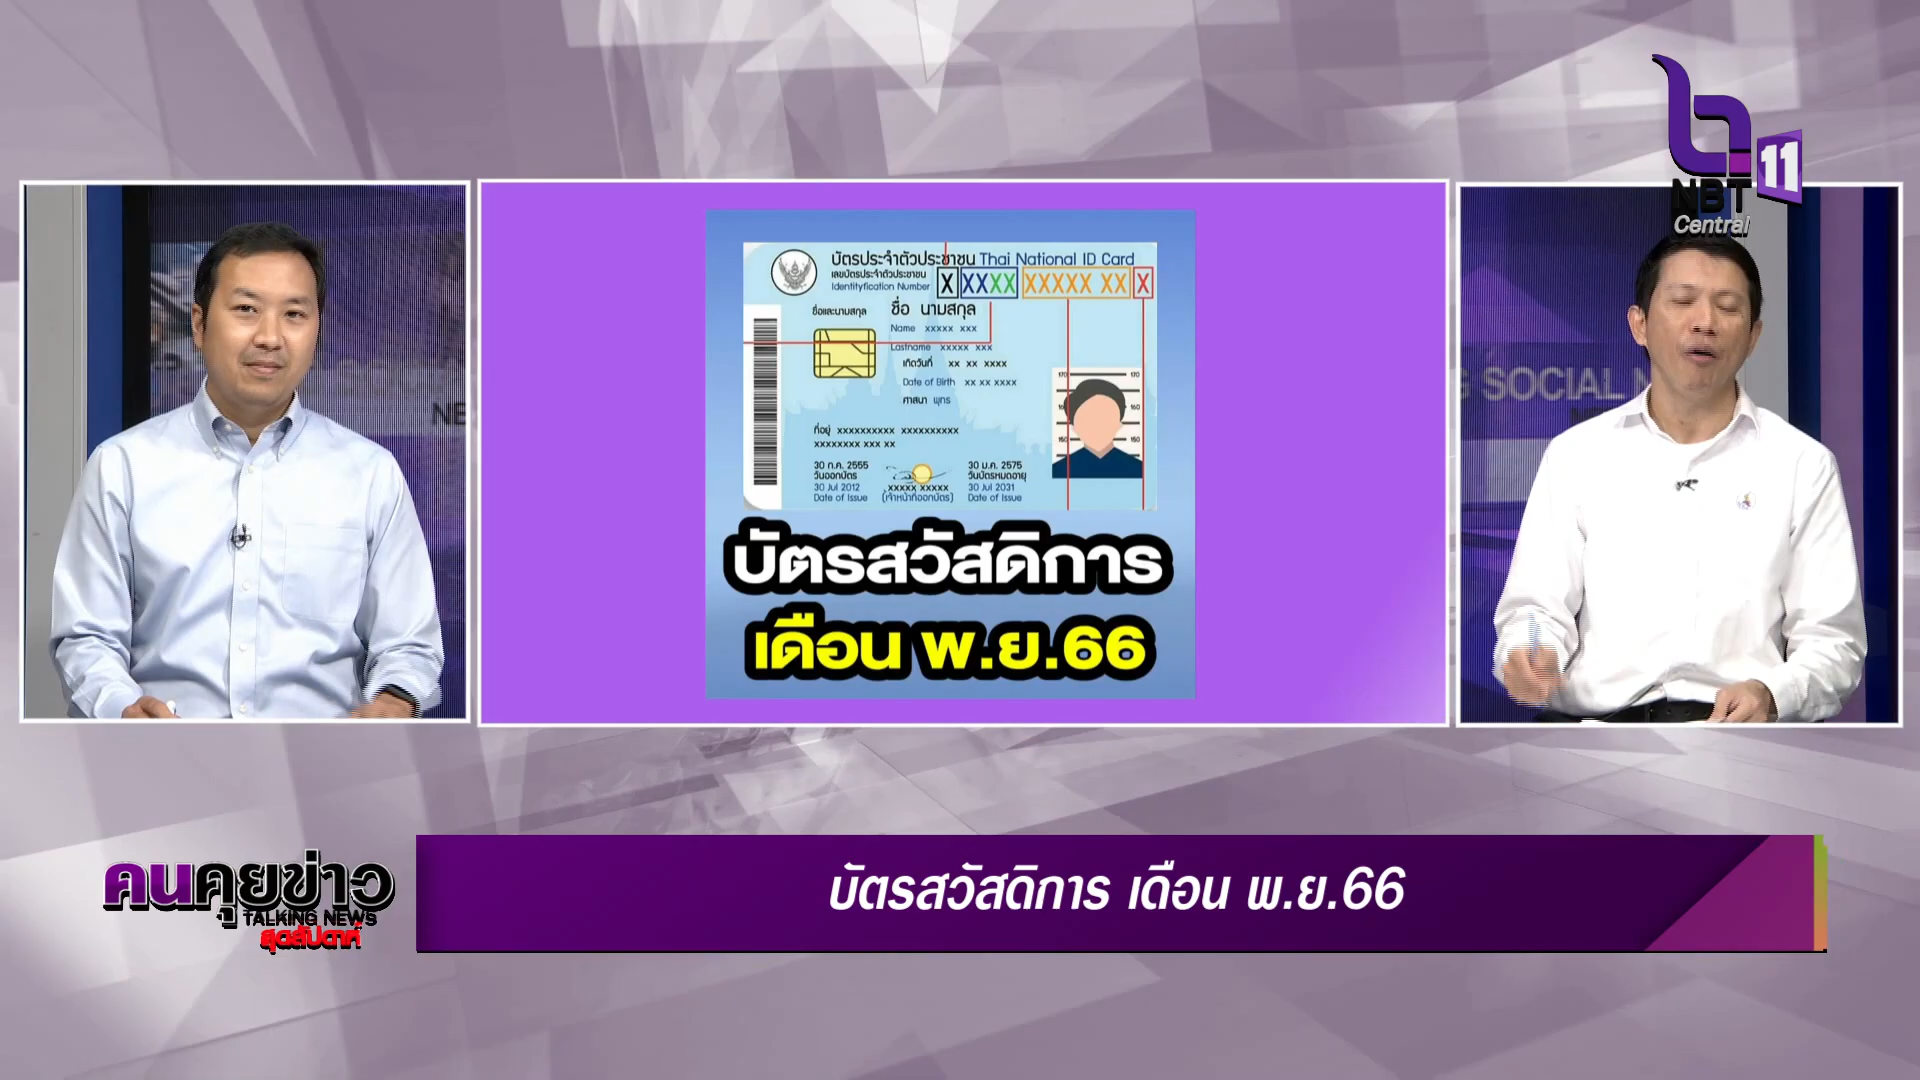 11
NBT
Central
บัตรประจำตัวประชาชน Thai National ID Card
เลขบัตรประจำตัวประชาชน
Identityfication Number X XXXX XXXXX XX X
ชื่อและนามสกุล ชื่อ นามสกุล
Name xxxxx xxx
Lastname xxxxx xxx
เกิดวันที่ xx xx xxxx
Date of Birth xx xx xxxx
ศาสนา พุทธ
170 170
160
150 150
ที่อยู่ xxxxxxxxxx xxxxxxxxxx
xxxxxxxx xxx xx
30 ก.ค. 2555
วันออกบัตร
30 Jul 2012
Date of Issue
xxxxx xxxxx
(เจ้าหน้าที่ออกบัตร)
30 ม.ค. 2575
วันบัตรหมดอายุ
30 Jul 2031
Date of Issue
บัตรสวัสดิการ
เดือน พ.ย.66
SOCIAL
คนคุยข่าว
TALKING NEWS
สุดสัปดาห์
บัตรสวัสดิการ เดือน พ.ย.66